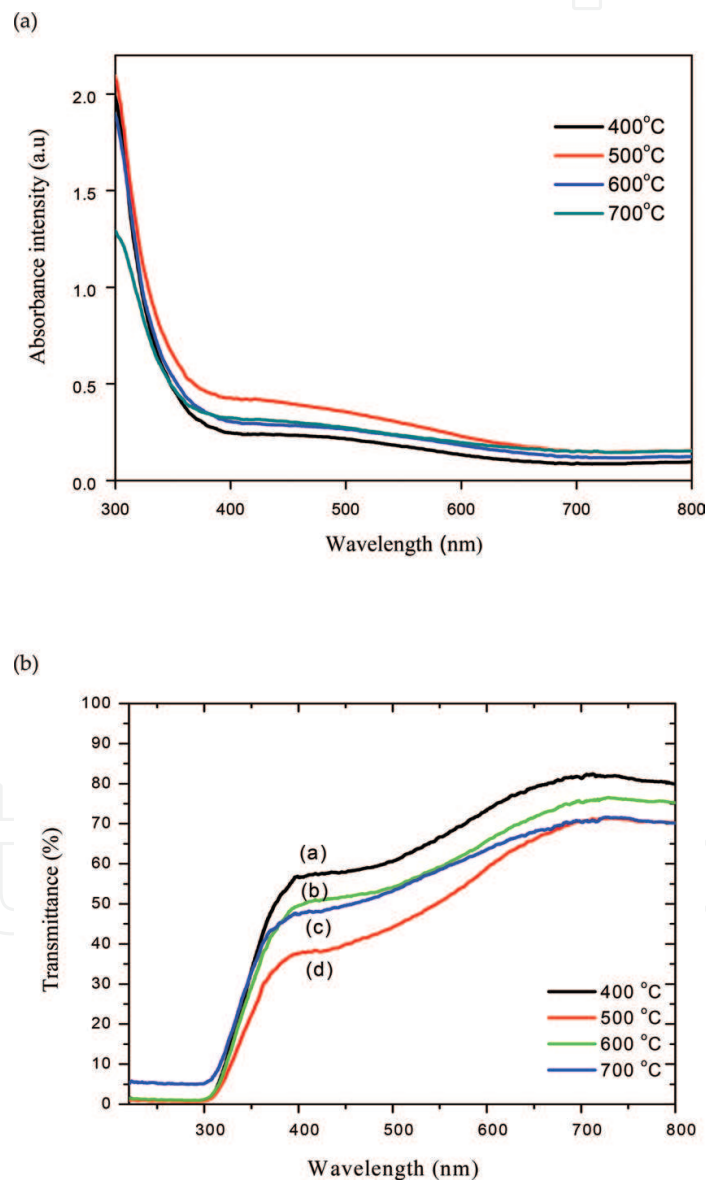 (a)
Absorbance intensity (a.u)
2.0
1.5
1.0
0.5
0.0
400°C
500°C
600°C
700°C
300 400 500 600 700 800
Wavelength (nm)
(b)
Transmittance (%)
100
90
80
70
60
50
40
30
20
10
0
(a)
(b)
(c)
(d)
400 °C
500 °C
600 °C
700 °C
300 400 500 600 700 800
Wavelength (nm)